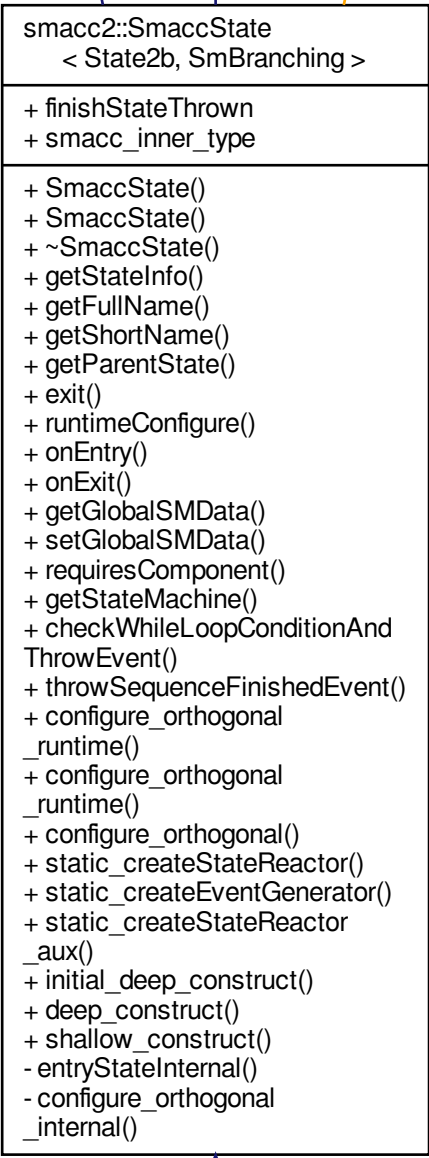 smacc2::SmaccState
< State2b, SmBranching >
+ finishStateThrown
+ smacc_inner_type
+ SmaccState()
+ SmaccState()
+ ~SmaccState()
+ getStateInfo()
+ getFullName()
+ getShortName()
+ getParentState()
+ exit()
+ runtimeConfigure()
+ onEntry()
+ onExit()
+ getGlobalSMData()
+ setGlobalSMData()
+ requiresComponent()
+ getStateMachine()
+ checkWhileLoopConditionAnd
ThrowEvent()
+ throwSequenceFinishedEvent()
+ configure_orthogonal
_runtime()
+ configure_orthogonal
_runtime()
+ configure_orthogonal()
+ static_createStateReactor()
+ static_createEventGenerator()
+ static_createStateReactor
_aux()
+ initial_deep_construct()
+ deep_construct()
+ shallow_construct()
- entryStateInternal()
- configure_orthogonal
_internal()